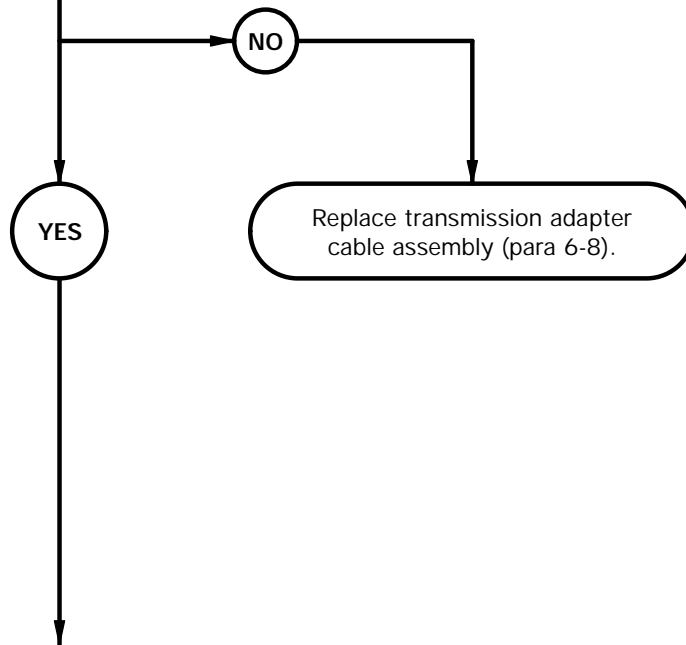 NO
YES
Replace transmission adapter
cable assembly (para 6-8).